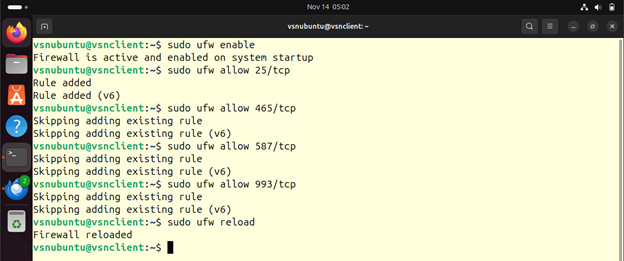 Nov 14 05:02
vsnubuntu@vsnclient: ~
vsnubuntu@vsnclient:~$ sudo ufw enable
Firewall is active and enabled on system startup
vsnubuntu@vsnclient:~$ sudo ufw allow 25/tcp
Rule added
Rule added (v6)
vsnubuntu@vsnclient:~$ sudo ufw allow 465/tcp
Skipping adding existing rule
Skipping adding existing rule (v6)
vsnubuntu@vsnclient:~$ sudo ufw allow 587/tcp
Skipping adding existing rule
Skipping adding existing rule (v6)
vsnubuntu@vsnclient:~$ sudo ufw allow 993/tcp
Skipping adding existing rule
Skipping adding existing rule (v6)
vsnubuntu@vsnclient:~$ sudo ufw reload
Firewall reloaded
vsnubuntu@vsnclient:~$
2